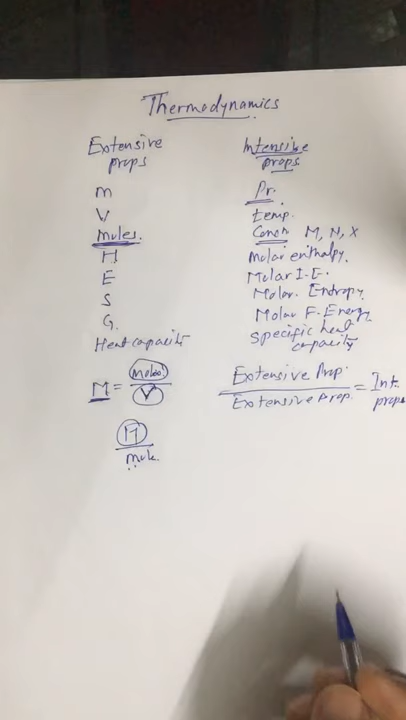 Thermodynamics
Extensive props
m
V
Moles.
H
E
S
G.
Heat capacity
M = moles / V
H / mole.
Intensive props
Pr.
temp.
Concn M, N, X
Molar enthalpy.
Molar I.E.
Molar. Entropy.
Molar F. Energy
Specific heat capacity
Extensive Prop. / Extensive Prop. = Int. props